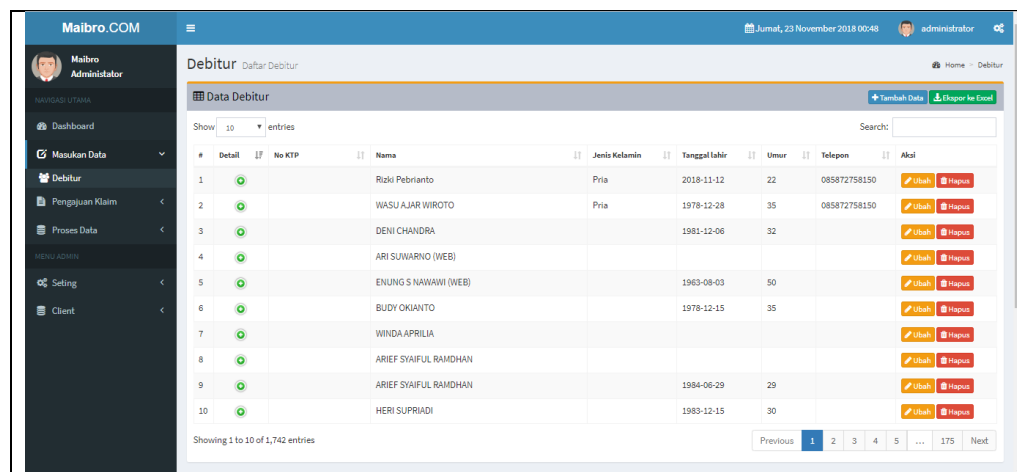 Maibro.COM
Jumat, 23 November 2018 00:48 administrator
Maibro
Administator
NAVIGASI UTAMA
Dashboard
Masukan Data
Debitur
Pengajuan Klaim
Proses Data
MENU ADMIN
Seting
Client
Debitur Daftar Debitur
Home > Debitur
Data Debitur
Tambah Data Ekspor ke Excel
Show 10 entries Search:
# Detail No KTP Nama Jenis Kelamin Tanggal lahir Umur Telepon Aksi
1 Rizki Pebrianto Pria 2018-11-12 22 085872758150 Ubah Hapus
2 WASU AJAR WIROTO Pria 1978-12-28 35 085872758150 Ubah Hapus
3 DENI CHANDRA 1981-12-06 32 Ubah Hapus
4 ARI SUWARNO (WEB) Ubah Hapus
5 ENUNG S NAWAWI (WEB) 1963-08-03 50 Ubah Hapus
6 BUDY OKIANTO 1978-12-15 35 Ubah Hapus
7 WINDA APRILIA Ubah Hapus
8 ARIEF SYAIFUL RAMDHAN Ubah Hapus
9 ARIEF SYAIFUL RAMDHAN 1984-06-29 29 Ubah Hapus
10 HERI SUPRIADI 1983-12-15 30 Ubah Hapus
Showing 1 to 10 of 1,742 entries
Previous 1 2 3 4 5 ... 175 Next